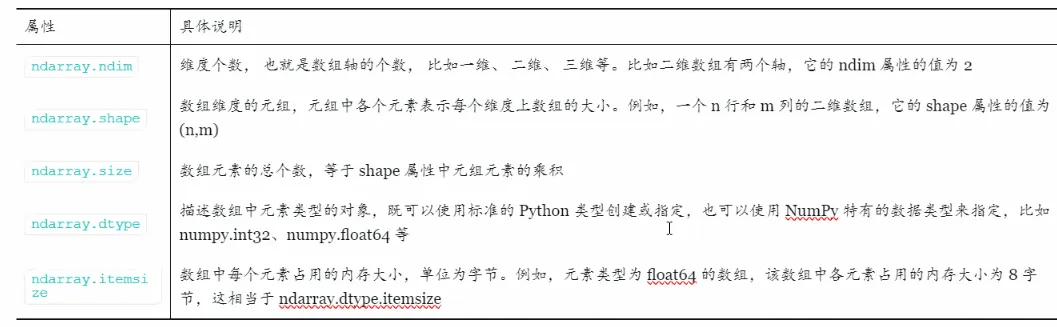 属性 具体说明
ndarray.ndim 维度个数， 也就是数组轴的个数， 比如一维、 二维、 三维等。比如二维数组有两个轴，它的 ndim 属性的值为 2
数组维度的元组，元组中各个元素表示每个维度上数组的大小。例如，一个 n 行和 m 列的二维数组，它的 shape 属性的值为
ndarray.shape
(n,m)
ndarray.size 数组元素的总个数，等于 shape 属性中元组元素的乘积
描述数组中元素类型的对象，既可以使用标准的 Python 类型创建或指定，也可以使用 NumPy 特有的数据类型来指定，比如
ndarray.dtype
numpy.int32、numpy.float64 等
ndarray.itemsi 数组中每个元素占用的内存大小，单位为字节。例如，元素类型为 float64 的数组，该数组中各元素占用的内存大小为 8 字
ze 节，这相当于 ndarray.dtype.itemsize